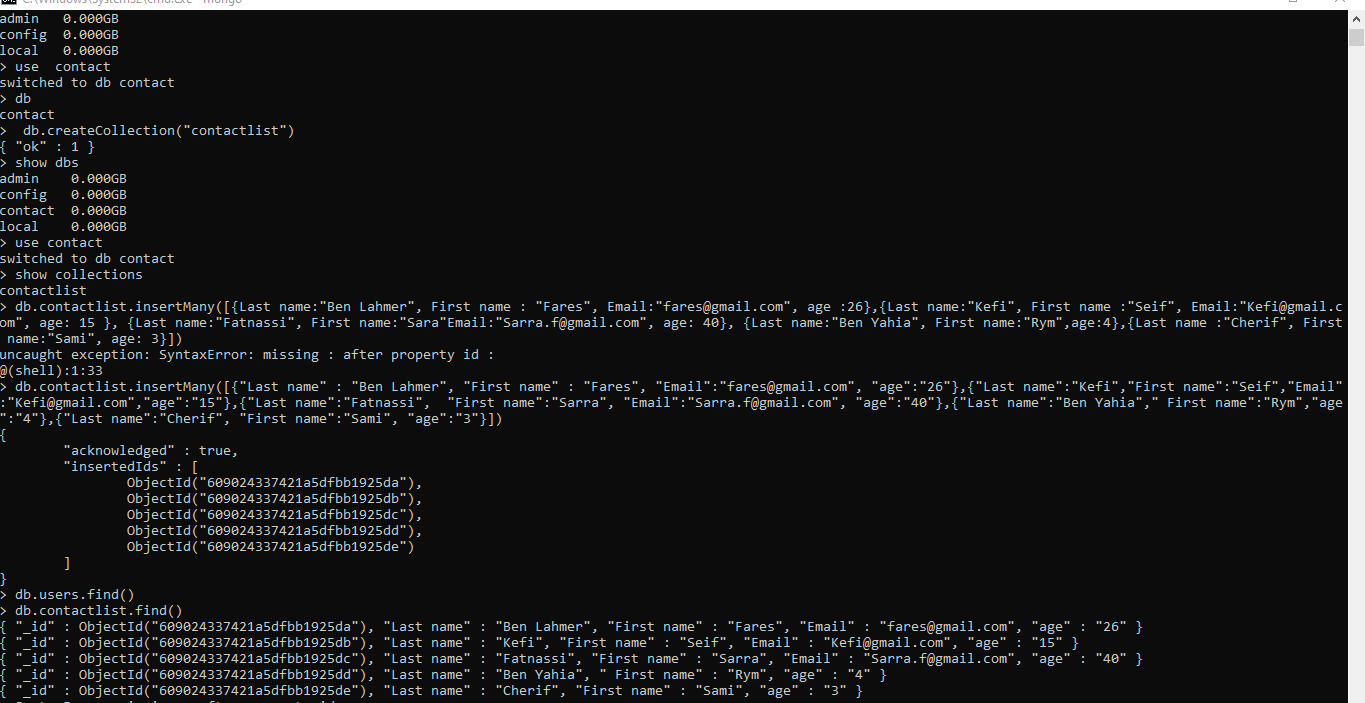 C:\Windows\System32\cmd.exe - mongo
admin   0.000GB
config  0.000GB
local   0.000GB
> use  contact
switched to db contact
> db
contact
>  db.createCollection("contactlist")
{ "ok" : 1 }
> show dbs
admin    0.000GB
config   0.000GB
contact  0.000GB
local    0.000GB
> use contact
switched to db contact
> show collections
contactlist
> db.contactlist.insertMany([{Last name:"Ben Lahmer", First name : "Fares", Email:"fares@gmail.com", age :26},{Last name:"Kefi", First name :"Seif", Email:"Kefi@gmail.c
om", age: 15 }, {Last name:"Fatnassi", First name:"Sara"Email:"Sarra.f@gmail.com", age: 40}, {Last name:"Ben Yahia", First name:"Rym",age:4},{Last name :"Cherif", First
 name:"Sami", age: 3}])
uncaught exception: SyntaxError: missing : after property id :
@(shell):1:33
> db.contactlist.insertMany([{"Last name" : "Ben Lahmer", "First name" : "Fares", "Email":"fares@gmail.com", "age":"26"},{"Last name":"Kefi","First name":"Seif","Email"
:"Kefi@gmail.com","age":"15"},{"Last name":"Fatnassi",  "First name":"Sarra", "Email":"Sarra.f@gmail.com", "age":"40"},{"Last name":"Ben Yahia"," First name":"Rym","age
":"4"},{"Last name":"Cherif", "First name":"Sami", "age":"3"}])
{
        "acknowledged" : true,
        "insertedIds" : [
                ObjectId("609024337421a5dfbb1925da"),
                ObjectId("609024337421a5dfbb1925db"),
                ObjectId("609024337421a5dfbb1925dc"),
                ObjectId("609024337421a5dfbb1925dd"),
                ObjectId("609024337421a5dfbb1925de")
        ]
}
> db.users.find()
> db.contactlist.find()
{ "_id" : ObjectId("609024337421a5dfbb1925da"), "Last name" : "Ben Lahmer", "First name" : "Fares", "Email" : "fares@gmail.com", "age" : "26" }
{ "_id" : ObjectId("609024337421a5dfbb1925db"), "Last name" : "Kefi", "First name" : "Seif", "Email" : "Kefi@gmail.com", "age" : "15" }
{ "_id" : ObjectId("609024337421a5dfbb1925dc"), "Last name" : "Fatnassi", "First name" : "Sarra", "Email" : "Sarra.f@gmail.com", "age" : "40" }
{ "_id" : ObjectId("609024337421a5dfbb1925dd"), "Last name" : "Ben Yahia", " First name" : "Rym", "age" : "4" }
{ "_id" : ObjectId("609024337421a5dfbb1925de"), "Last name" : "Cherif", "First name" : "Sami", "age" : "3" }